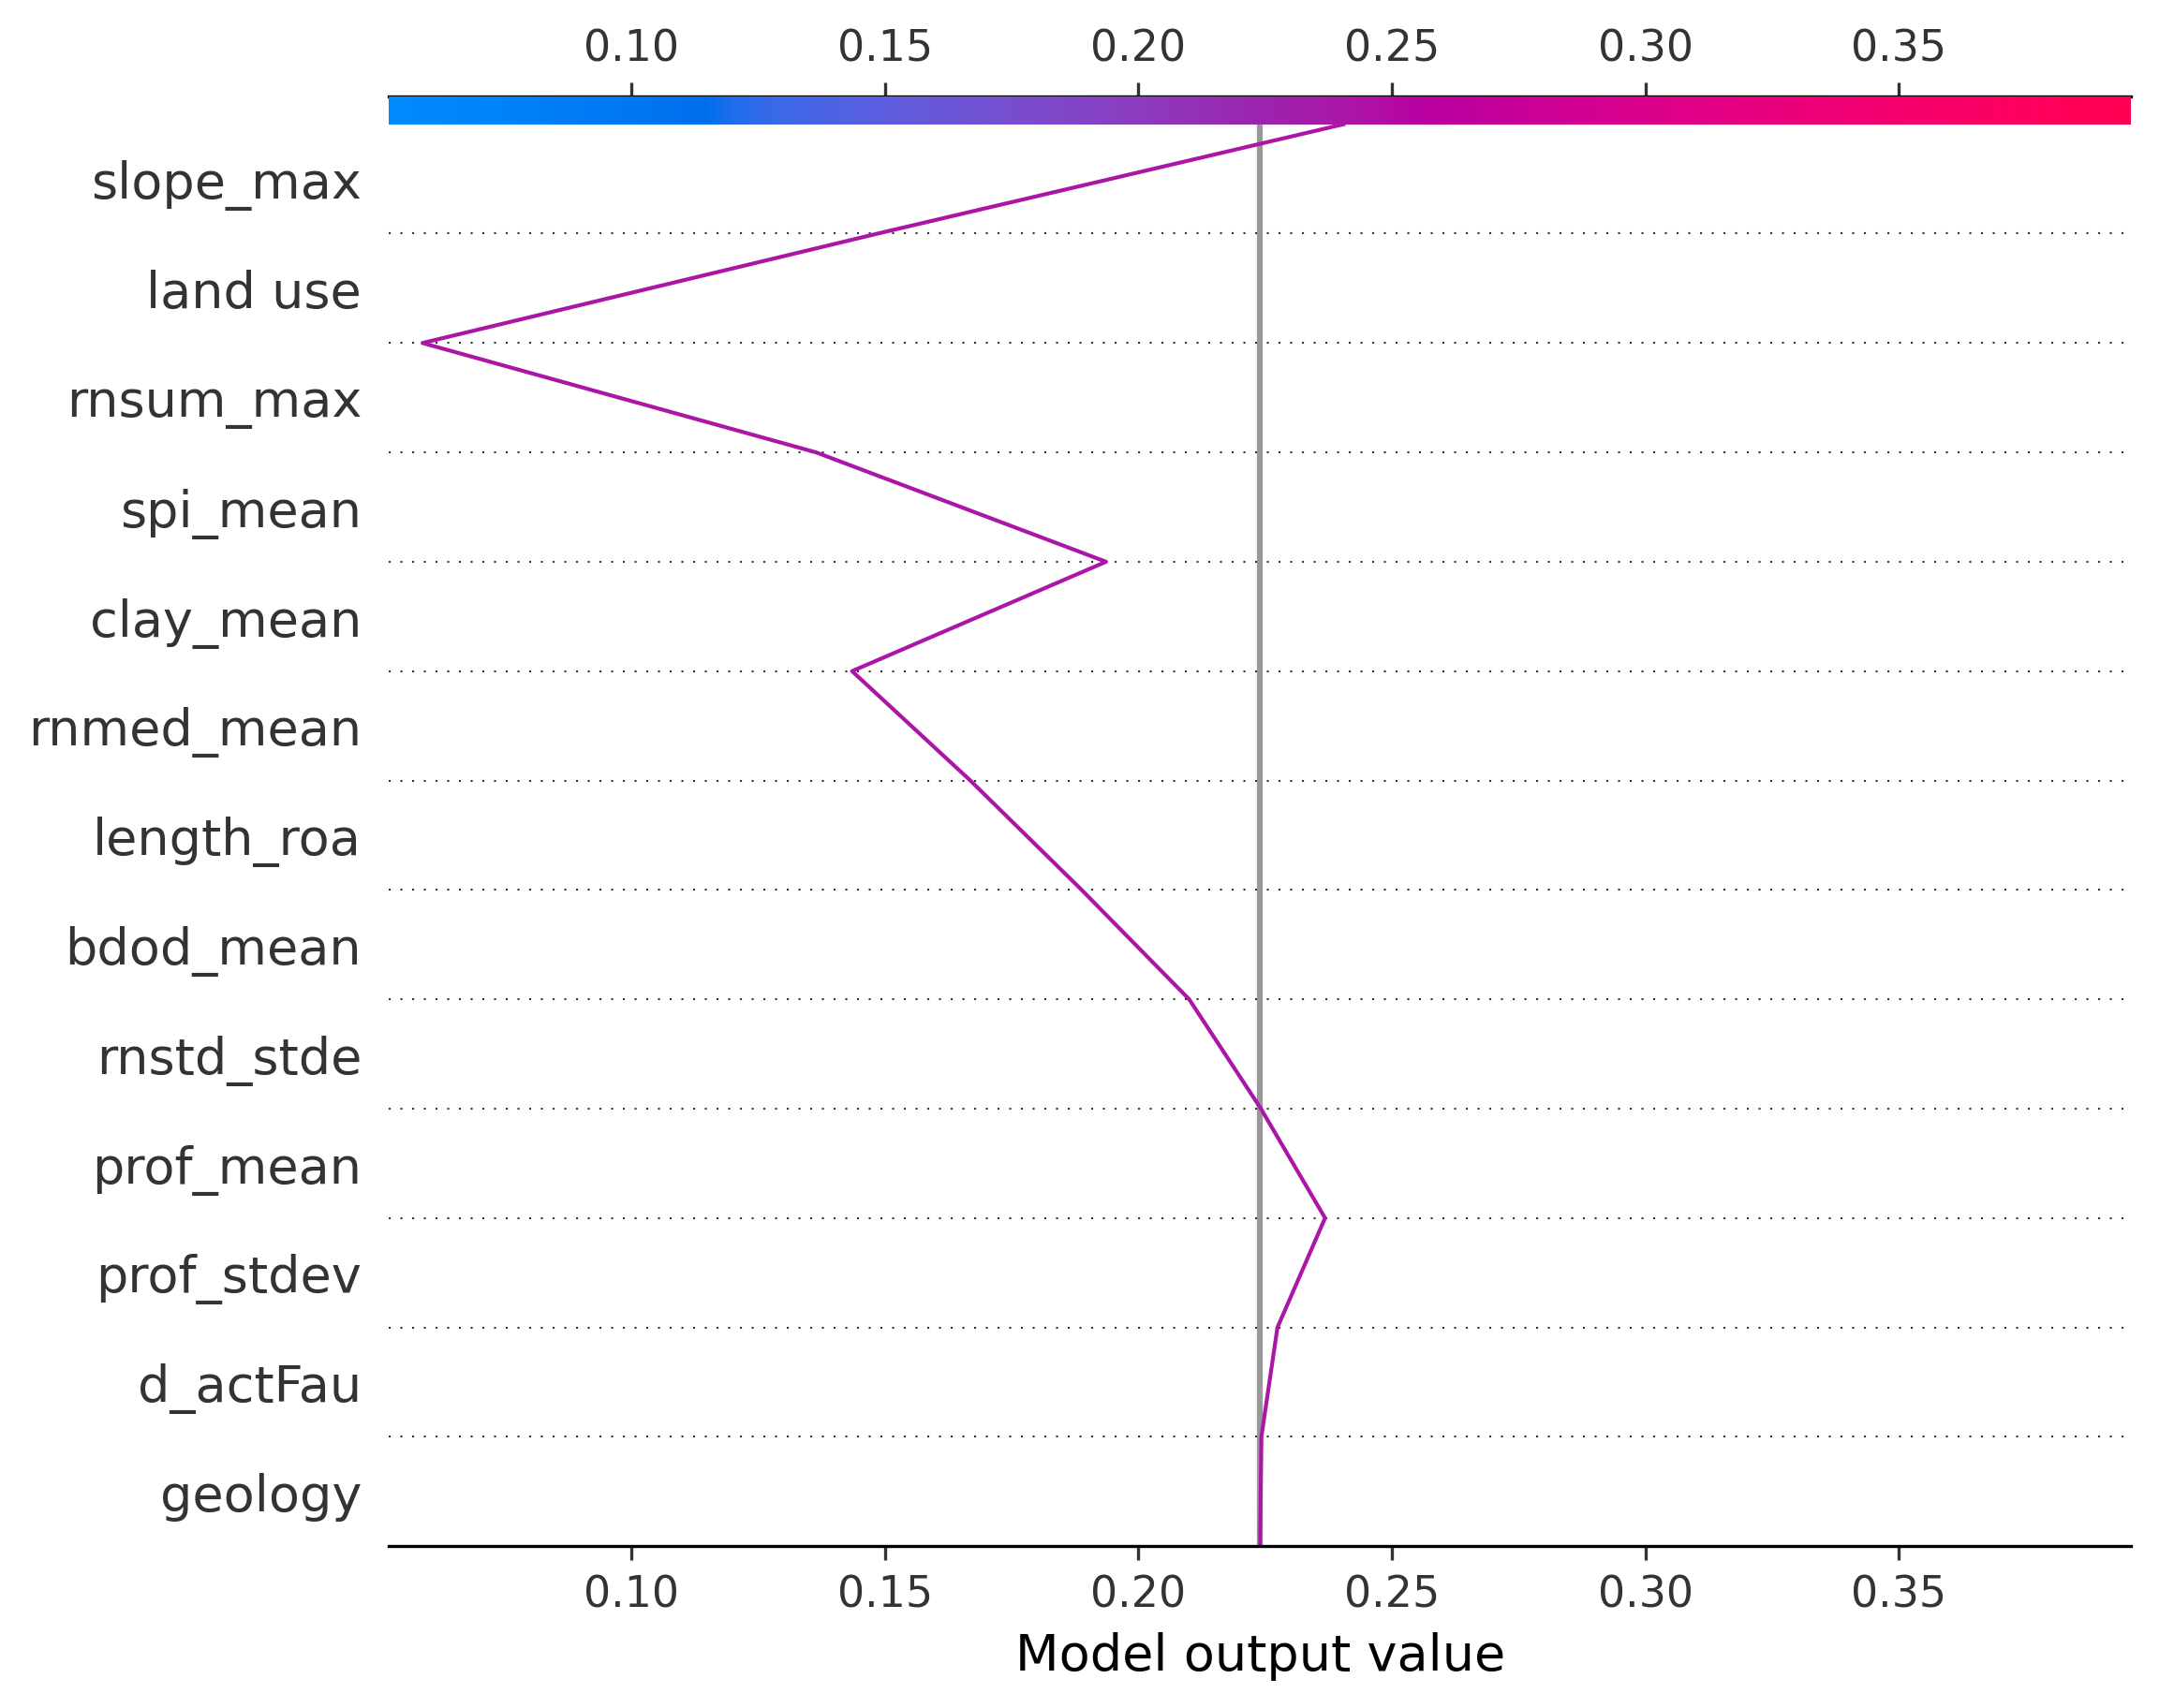 0.10 0.15 0.20 0.25 0.30 0.35
slope_max
land use
rnsum_max
spi_mean
clay_mean
rnmed_mean
length_roa
bdod_mean
rnstd_stde
prof_mean
prof_stdev
d_actFau
geology
0.10 0.15 0.20 0.25 0.30 0.35
Model output value